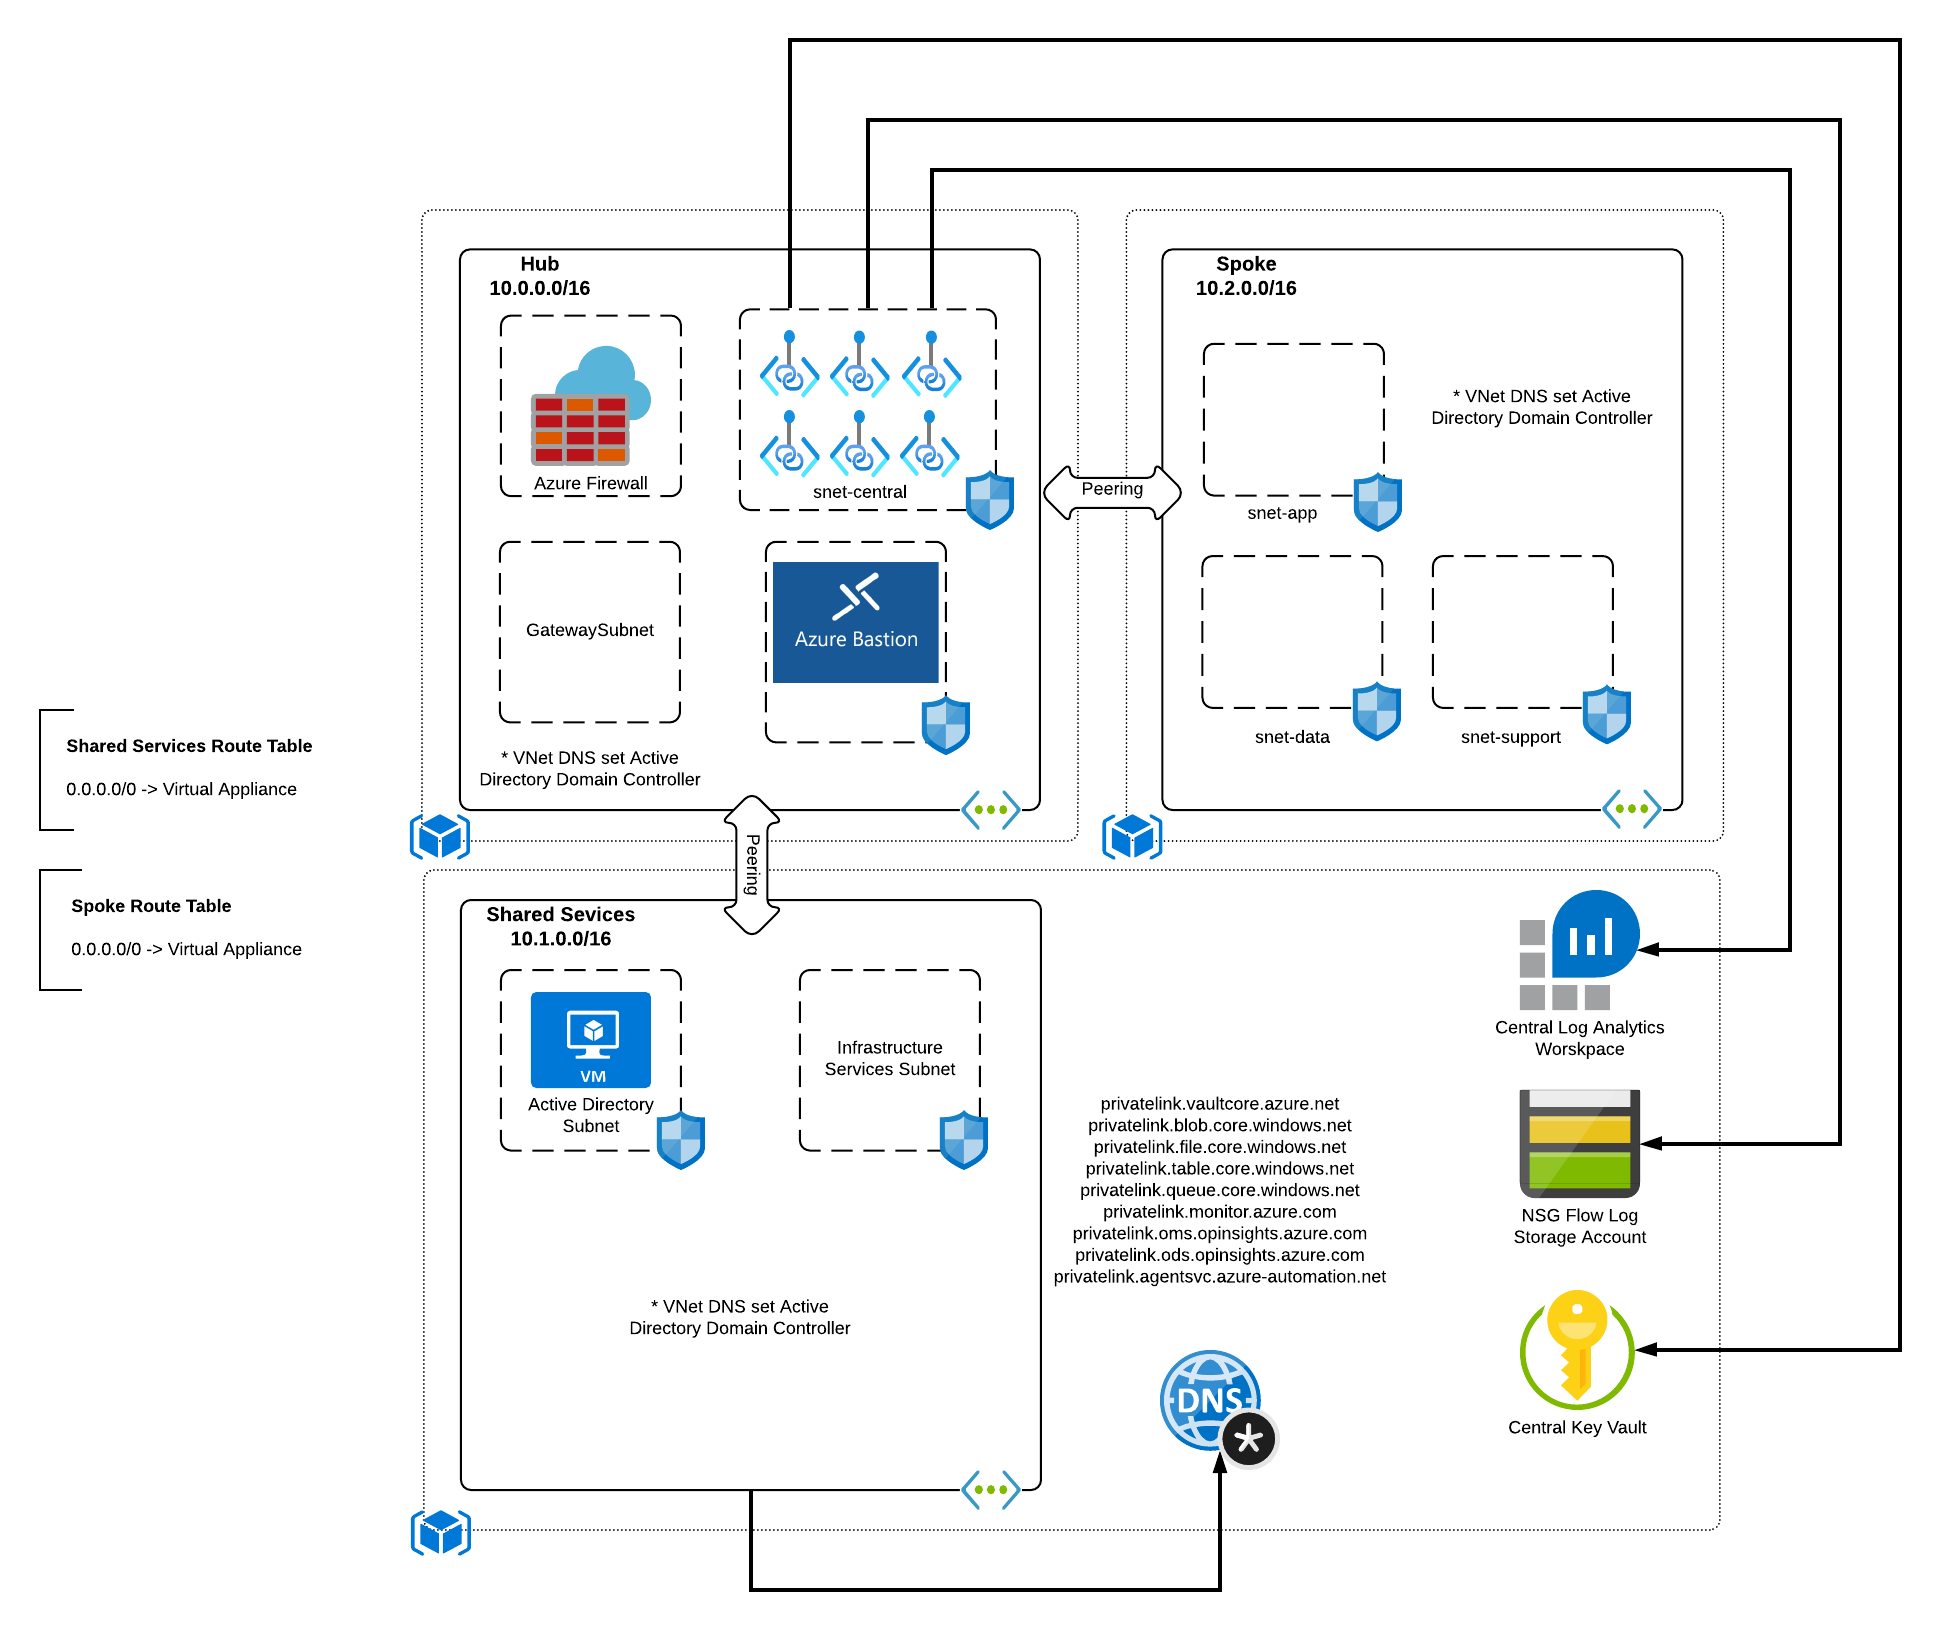 Hub
10.0.0.0/16
Azure Firewall
snet-central
GatewaySubnet
Azure Bastion
* VNet DNS set Active
Directory Domain Controller
Peering
Spoke
10.2.0.0/16
* VNet DNS set Active
Directory Domain Controller
snet-app
snet-data
snet-support
Shared Services Route Table
0.0.0.0/0 -> Virtual Appliance
Spoke Route Table
0.0.0.0/0 -> Virtual Appliance
Peering
Shared Sevices
10.1.0.0/16
VM
Active Directory
Subnet
Infrastructure
Services Subnet
* VNet DNS set Active
Directory Domain Controller
privatelink.vaultcore.azure.net
privatelink.blob.core.windows.net
privatelink.file.core.windows.net
privatelink.table.core.windows.net
privatelink.queue.core.windows.net
privatelink.monitor.azure.com
privatelink.oms.opinsights.azure.com
privatelink.ods.opinsights.azure.com
privatelink.agentsvc.azure-automation.net
DNS
Central Log Analytics
Worskpace
NSG Flow Log
Storage Account
Central Key Vault